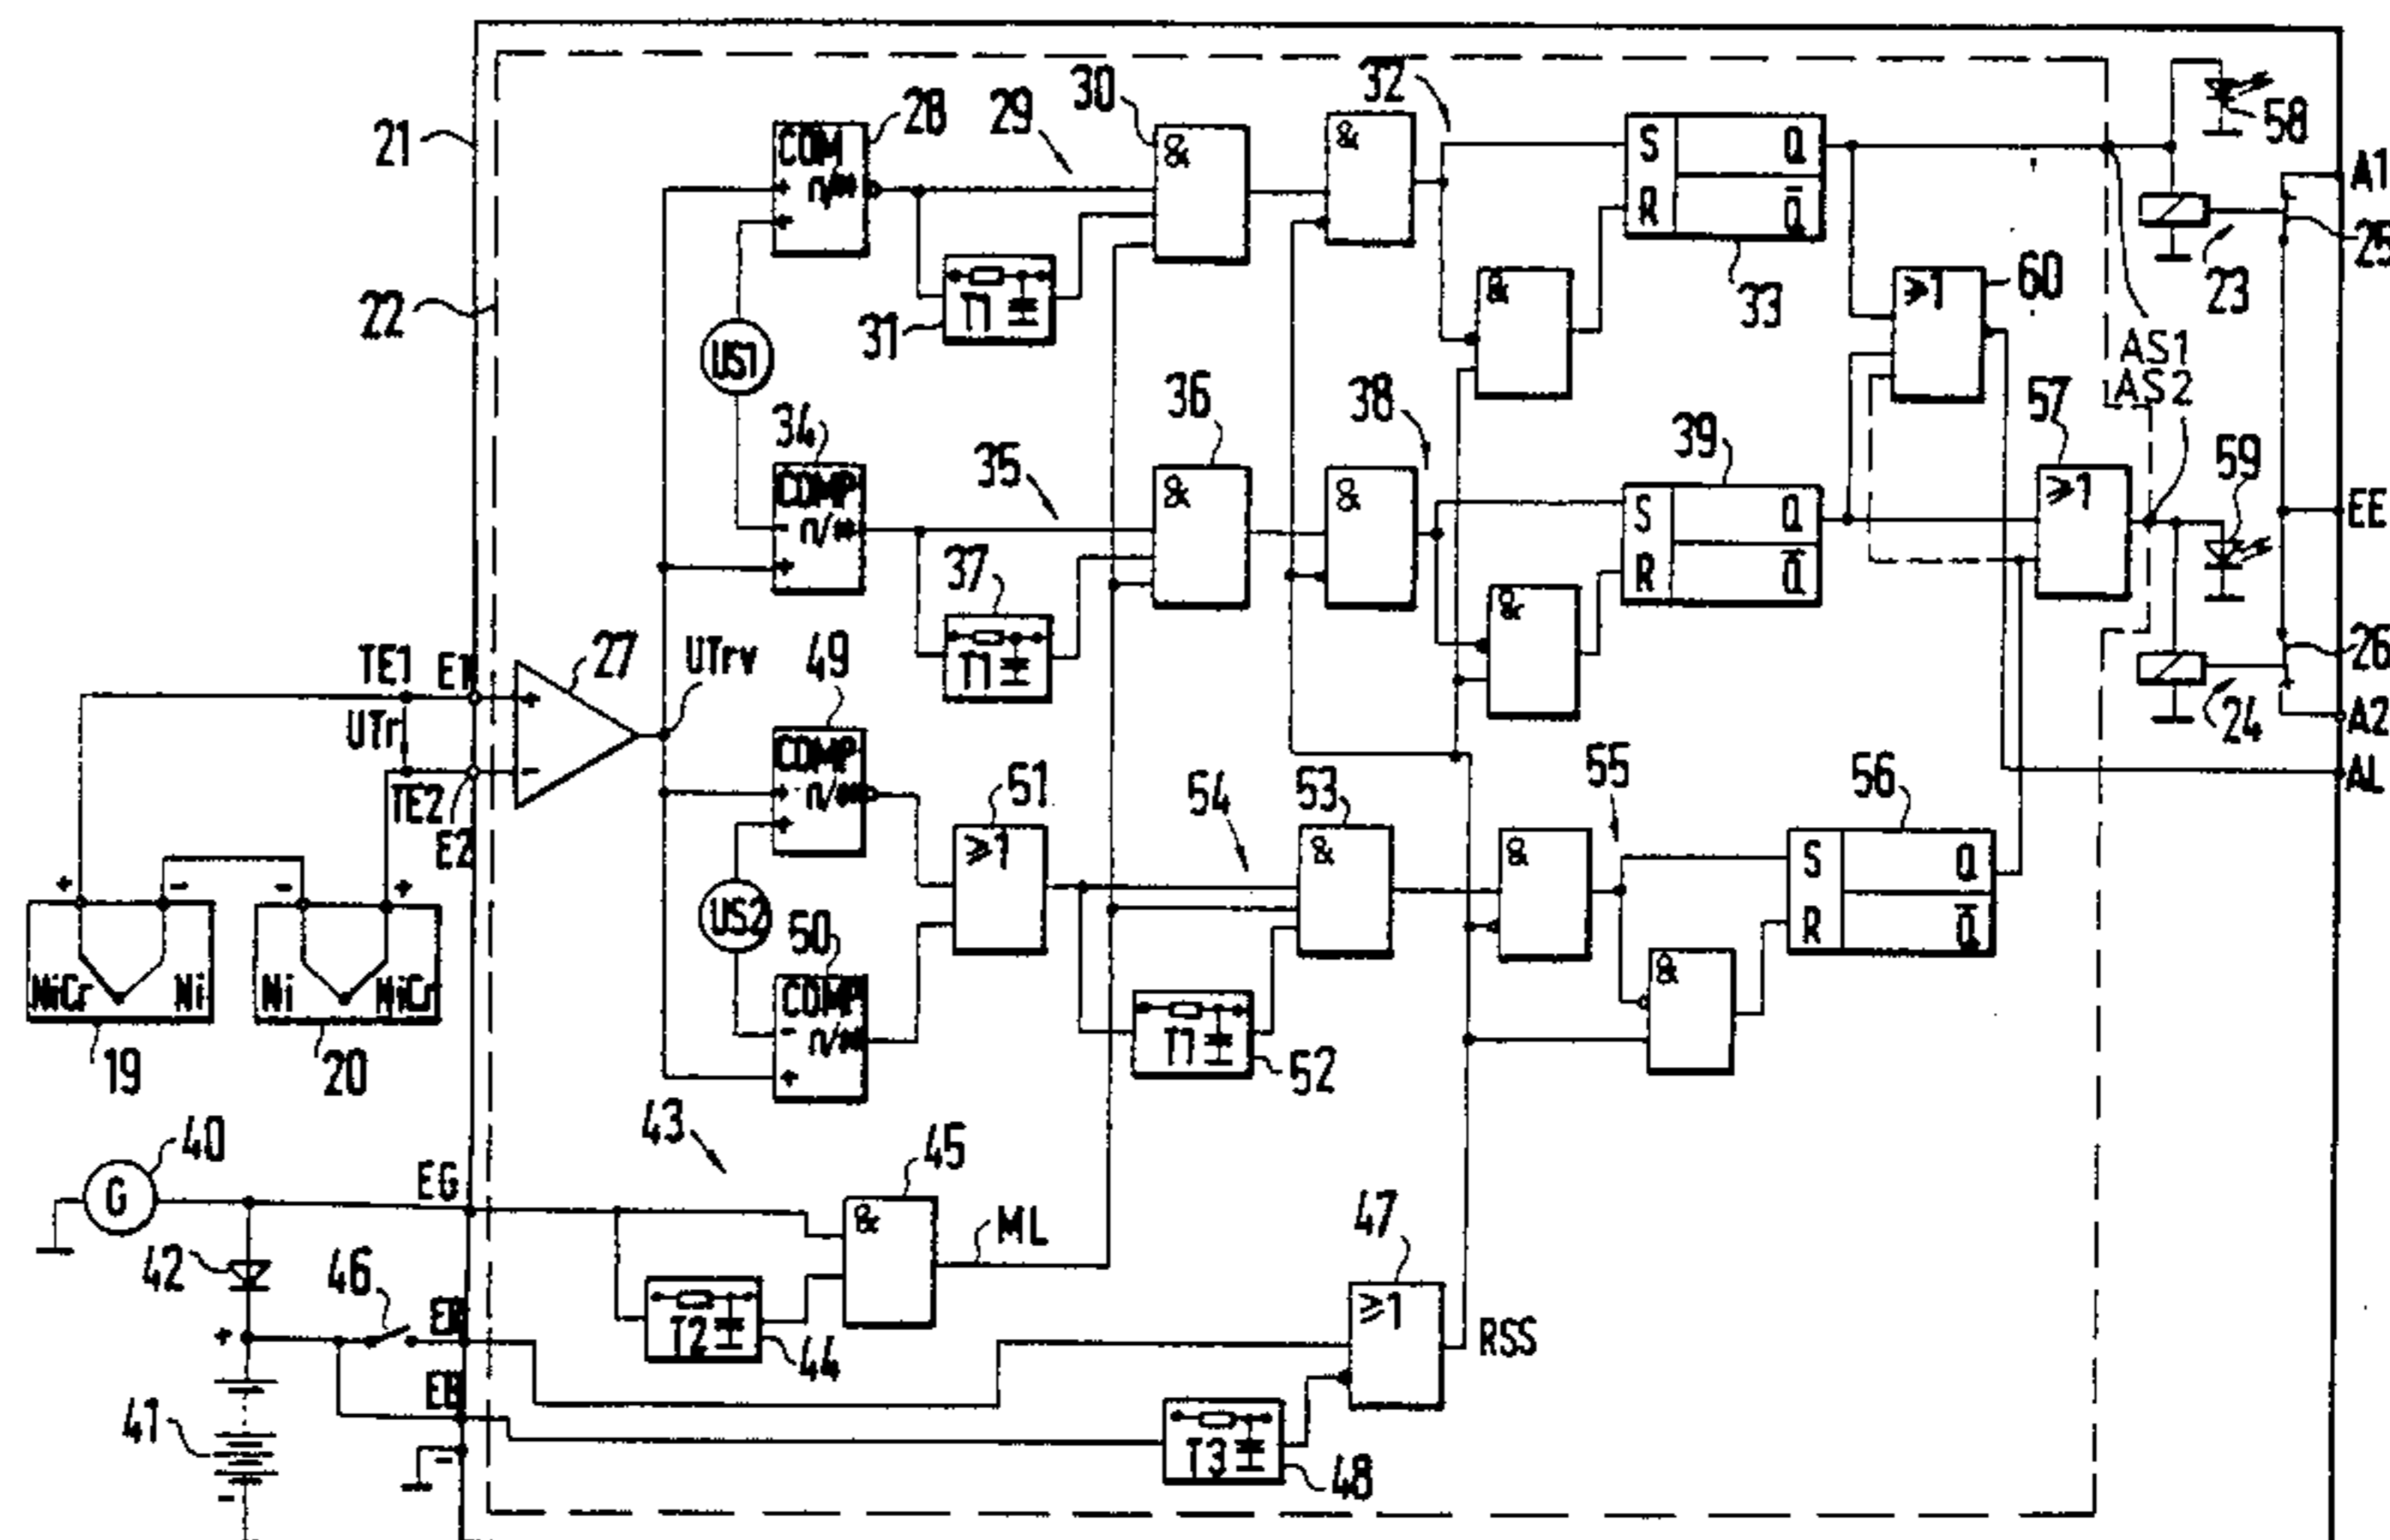 21
22
COM
n/
28
29
30
&
32
&
S
Q
R
Q̄
33
58
A1
25
23
US1
T1
31
&
≥1
60
AS1
AS2
34
COMP
n/
35
36
&
37
T1
38
&
39
S
Q
R
Q̄
57
≥1
59
EE
26
24
A2
AL
&
TE1
E1
UTr
TE2
E2
27
+
-
UTrv
49
COMP
n/
51
≥1
54
53
&
55
&
56
S
Q
R
Q̄
US2
50
COMP
n/
T1
52
&
+
-
-
+
NiCr
Ni
Ni
NiCr
19
20
40
G
EG
43
45
&
ML
42
46
T2
44
47
≥1
RSS
+
41
-
-
T3
48